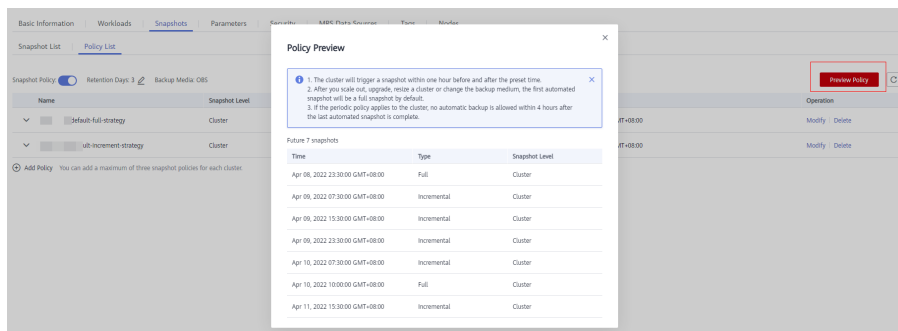 Basic Information Workloads Snapshots Parameters Security MRS Data Sources Tags Nodes
Snapshot List Policy List
Policy Preview
Snapshot Policy: Retention Days: 3 Backup Media: OBS
Preview Policy
1. The cluster will trigger a snapshot within one hour before and after the preset time.
2. After you scale out, upgrade, resize a cluster or change the backup medium, the first automated
snapshot will be a full snapshot by default.
3. If the periodic policy applies to the cluster, no automatic backup is allowed within 4 hours after
the last automated snapshot is complete.
Name Snapshot Level Operation
default-full-strategy Cluster MT+08:00 Modify Delete
ult-increment-strategy Cluster MT+08:00 Modify Delete
Add Policy You can add a maximum of three snapshot policies for each cluster.
Future 7 snapshots
Time Type Snapshot Level
Apr 08, 2022 23:30:00 GMT+08:00 Full Cluster
Apr 09, 2022 07:30:00 GMT+08:00 Incremental Cluster
Apr 09, 2022 15:30:00 GMT+08:00 Incremental Cluster
Apr 09, 2022 23:30:00 GMT+08:00 Incremental Cluster
Apr 10, 2022 07:30:00 GMT+08:00 Incremental Cluster
Apr 10, 2022 10:00:00 GMT+08:00 Full Cluster
Apr 11, 2022 15:30:00 GMT+08:00 Incremental Cluster